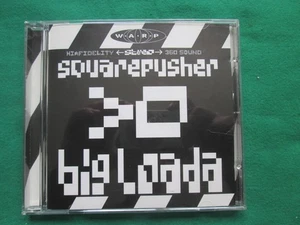 W·A·R·P
HI-FIDELITY ← STEREO → 360 SOUND
squarepusher
big loada